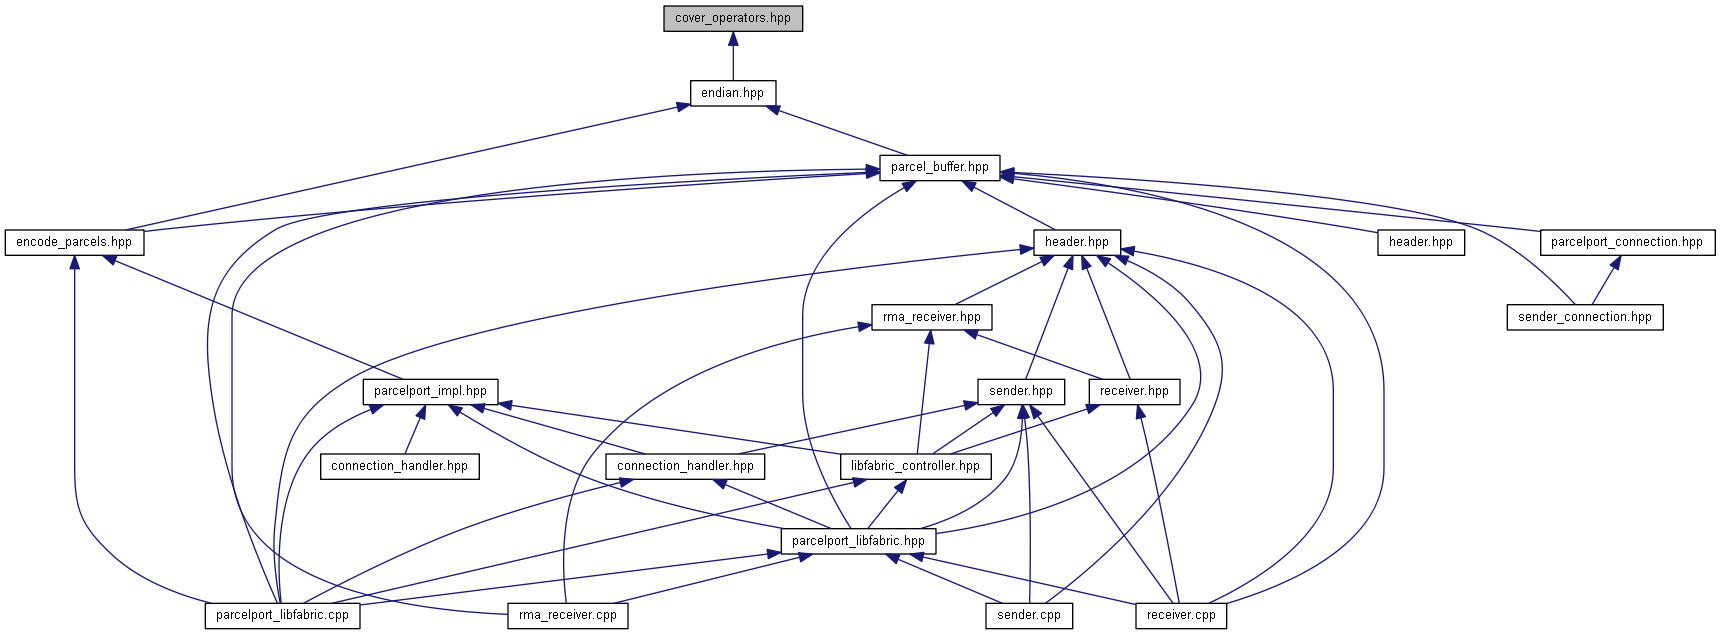 cover_operators.hpp
endian.hpp
parcel_buffer.hpp
encode_parcels.hpp
header.hpp
header.hpp
parcelport_connection.hpp
rma_receiver.hpp
sender_connection.hpp
parcelport_impl.hpp
sender.hpp
receiver.hpp
connection_handler.hpp
connection_handler.hpp
libfabric_controller.hpp
parcelport_libfabric.hpp
parcelport_libfabric.cpp
rma_receiver.cpp
sender.cpp
receiver.cpp